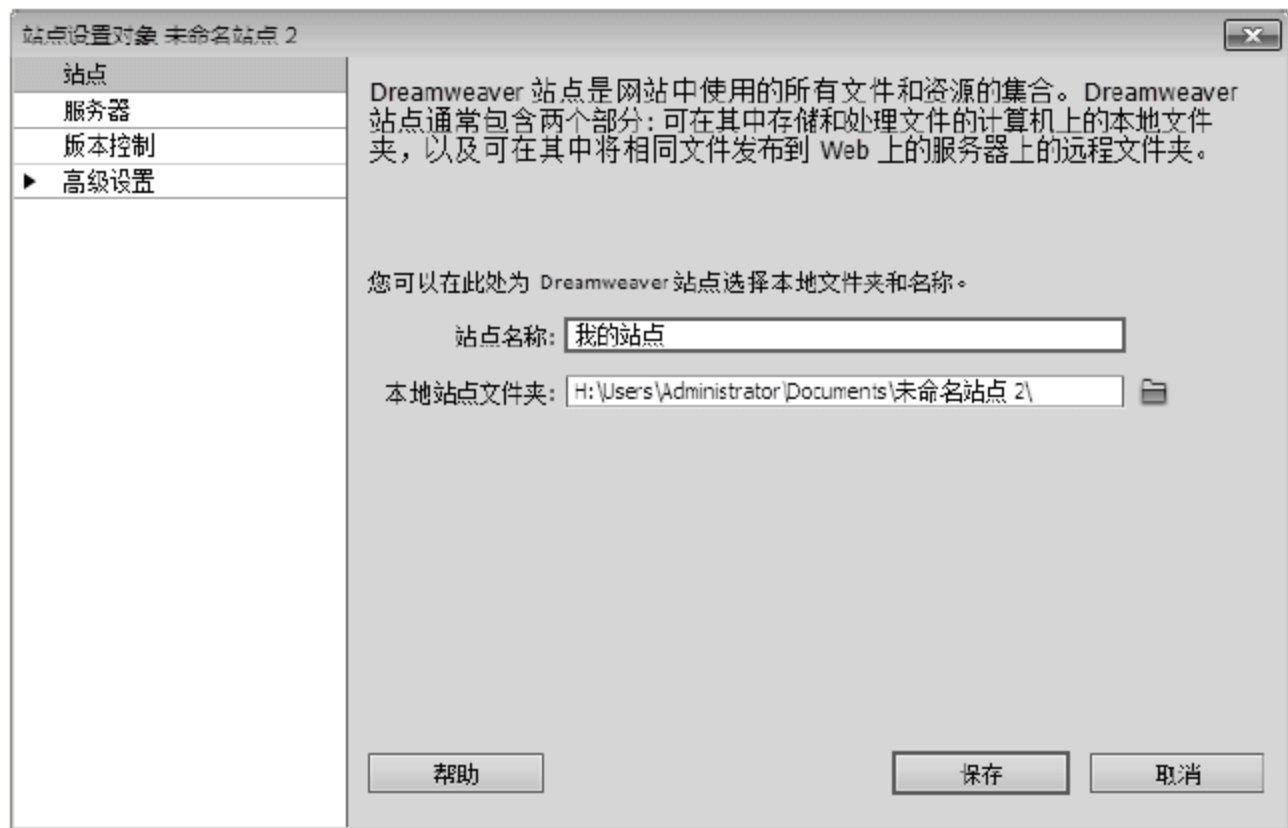 站点设置对象 未命名站点 2
站点
服务器
版本控制
高级设置
Dreamweaver 站点是网站中使用的所有文件和资源的集合。Dreamweaver
站点通常包含两个部分:可在其中存储和处理文件的计算机上的本地文件
夹，以及可在其中将相同文件发布到 Web 上的服务器上的远程文件夹。
您可以在此处为 Dreamweaver 站点选择本地文件夹和名称。
站点名称: 我的站点
本地站点文件夹: H:\Users\Administrator\Documents\未命名站点 2\
帮助 保存 取消